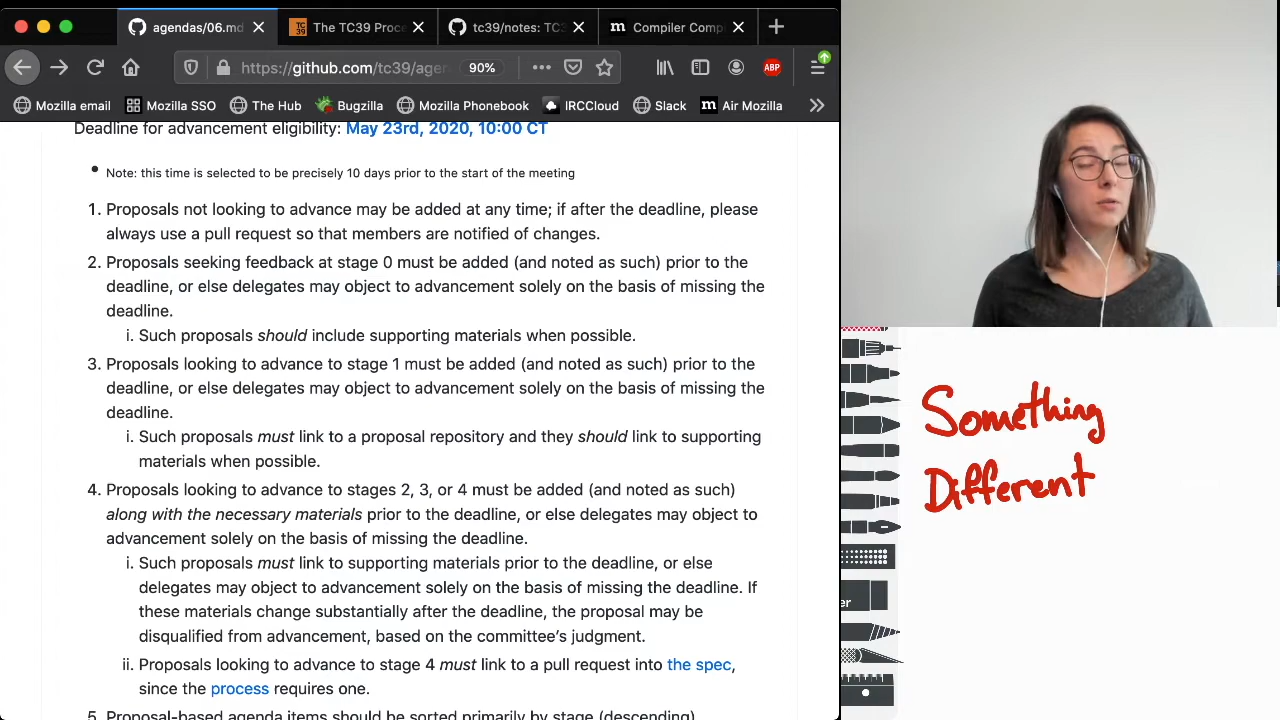 agendas/06.md
The TC39 Proce
tc39/notes: TC3
Compiler Comp
https://github.com/tc39/agen
90%
ABP
Mozilla email
Mozilla SSO
The Hub
Bugzilla
Mozilla Phonebook
IRCCloud
Slack
Air Mozilla
Deadline for advancement eligibility: May 23rd, 2020, 10:00 CT
Note: this time is selected to be precisely 10 days prior to the start of the meeting
1. Proposals not looking to advance may be added at any time; if after the deadline, please
always use a pull request so that members are notified of changes.
2. Proposals seeking feedback at stage 0 must be added (and noted as such) prior to the
deadline, or else delegates may object to advancement solely on the basis of missing the
deadline.
i. Such proposals should include supporting materials when possible.
3. Proposals looking to advance to stage 1 must be added (and noted as such) prior to the
deadline, or else delegates may object to advancement solely on the basis of missing the
deadline.
i. Such proposals must link to a proposal repository and they should link to supporting
materials when possible.
4. Proposals looking to advance to stages 2, 3, or 4 must be added (and noted as such)
along with the necessary materials prior to the deadline, or else delegates may object to
advancement solely on the basis of missing the deadline.
i. Such proposals must link to supporting materials prior to the deadline, or else
delegates may object to advancement solely on the basis of missing the deadline. If
these materials change substantially after the deadline, the proposal may be
disqualified from advancement, based on the committee's judgment.
ii. Proposals looking to advance to stage 4 must link to a pull request into the spec,
since the process requires one.
5. Proposal-based agenda items should be sorted primarily by stage (descending)
Something
Different
er